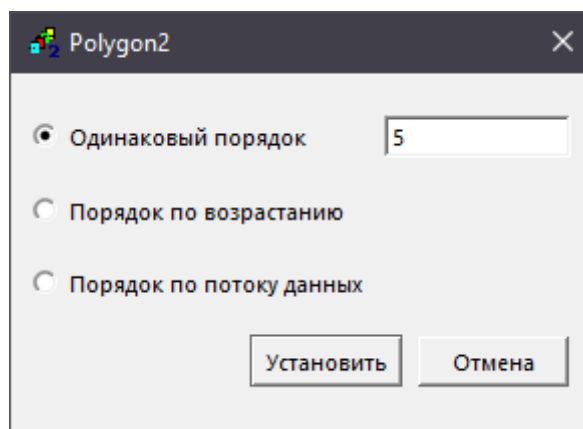 Polygon2
Одинаковый порядок 5
Порядок по возрастанию
Порядок по потоку данных
Установить Отмена